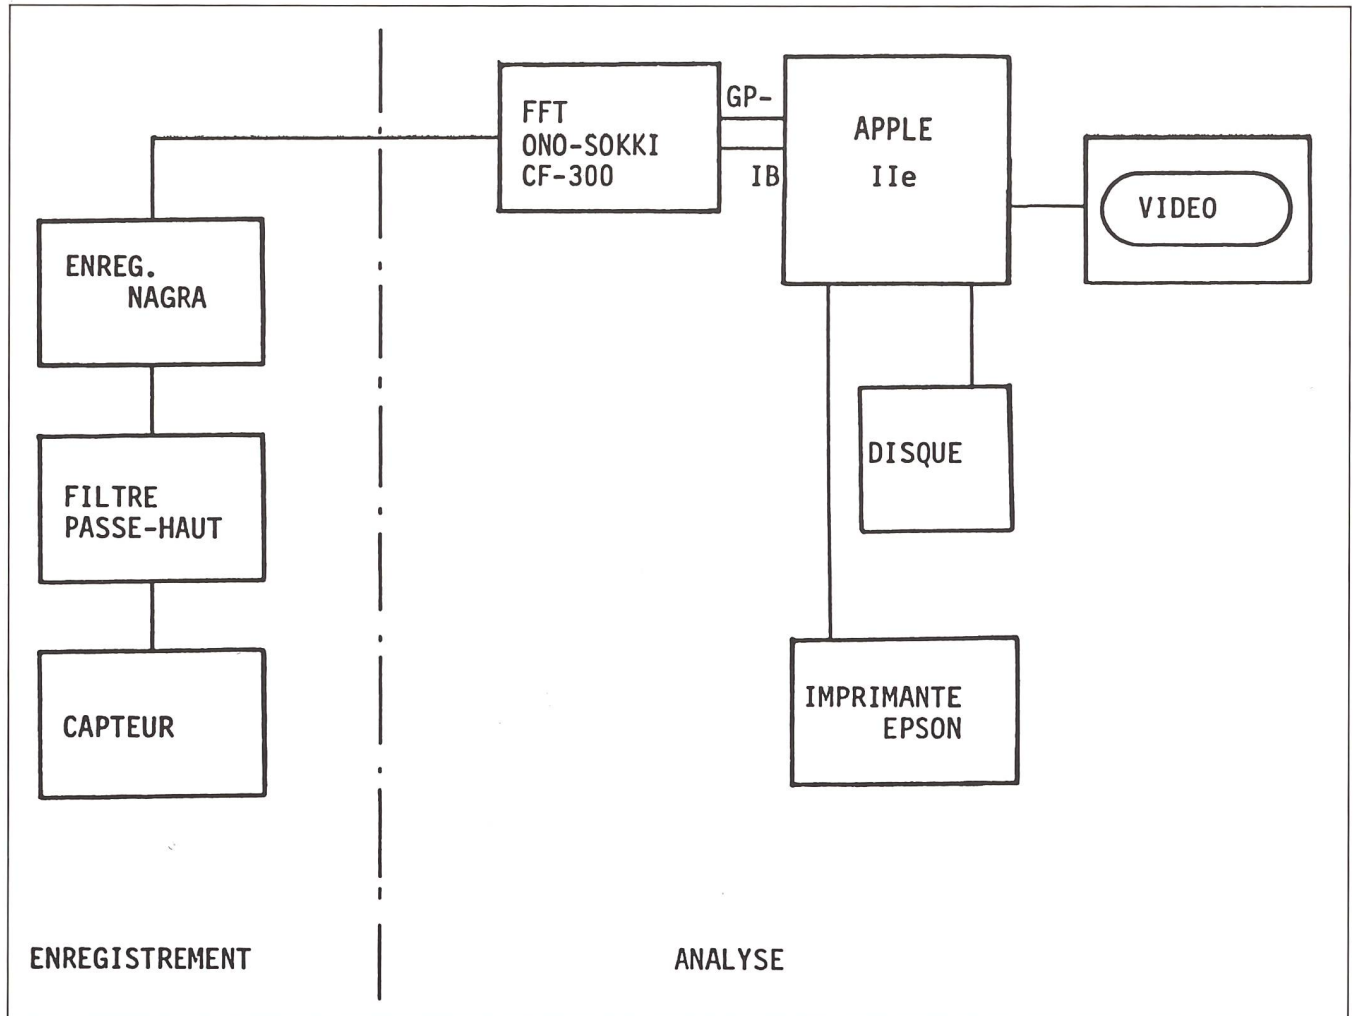 FFT
ONO-SOKKI
CF-300
GP-
IB
APPLE
IIe
VIDEO
ENREG.
NAGRA
FILTRE
PASSE-HAUT
CAPTEUR
DISQUE
IMPRIMANTE
EPSON
ENREGISTREMENT
ANALYSE